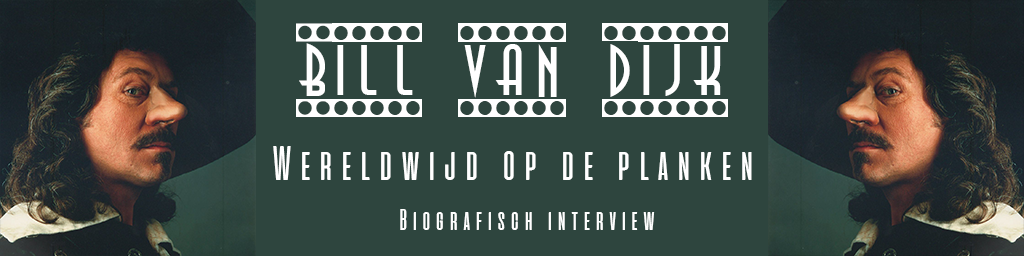 BILL VAN DIJK
WERELDWIJD OP DE PLANKEN
BIOGRAFISCH INTERVIEW